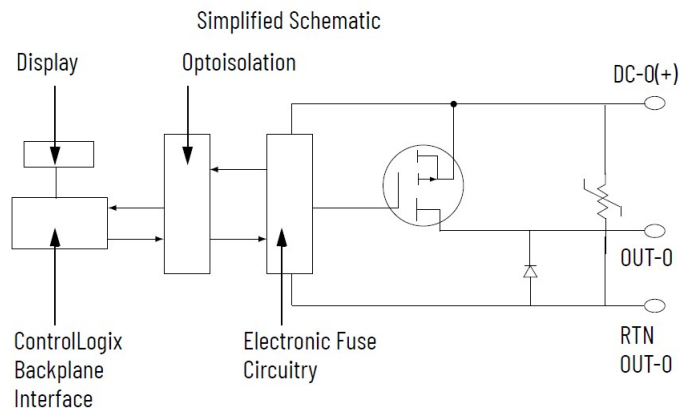 Simplified Schematic
Display
Optoisolation
DC-0(+)
OUT-0
RTN
OUT-0
ControlLogix
Backplane
Interface
Electronic Fuse
Circuitry